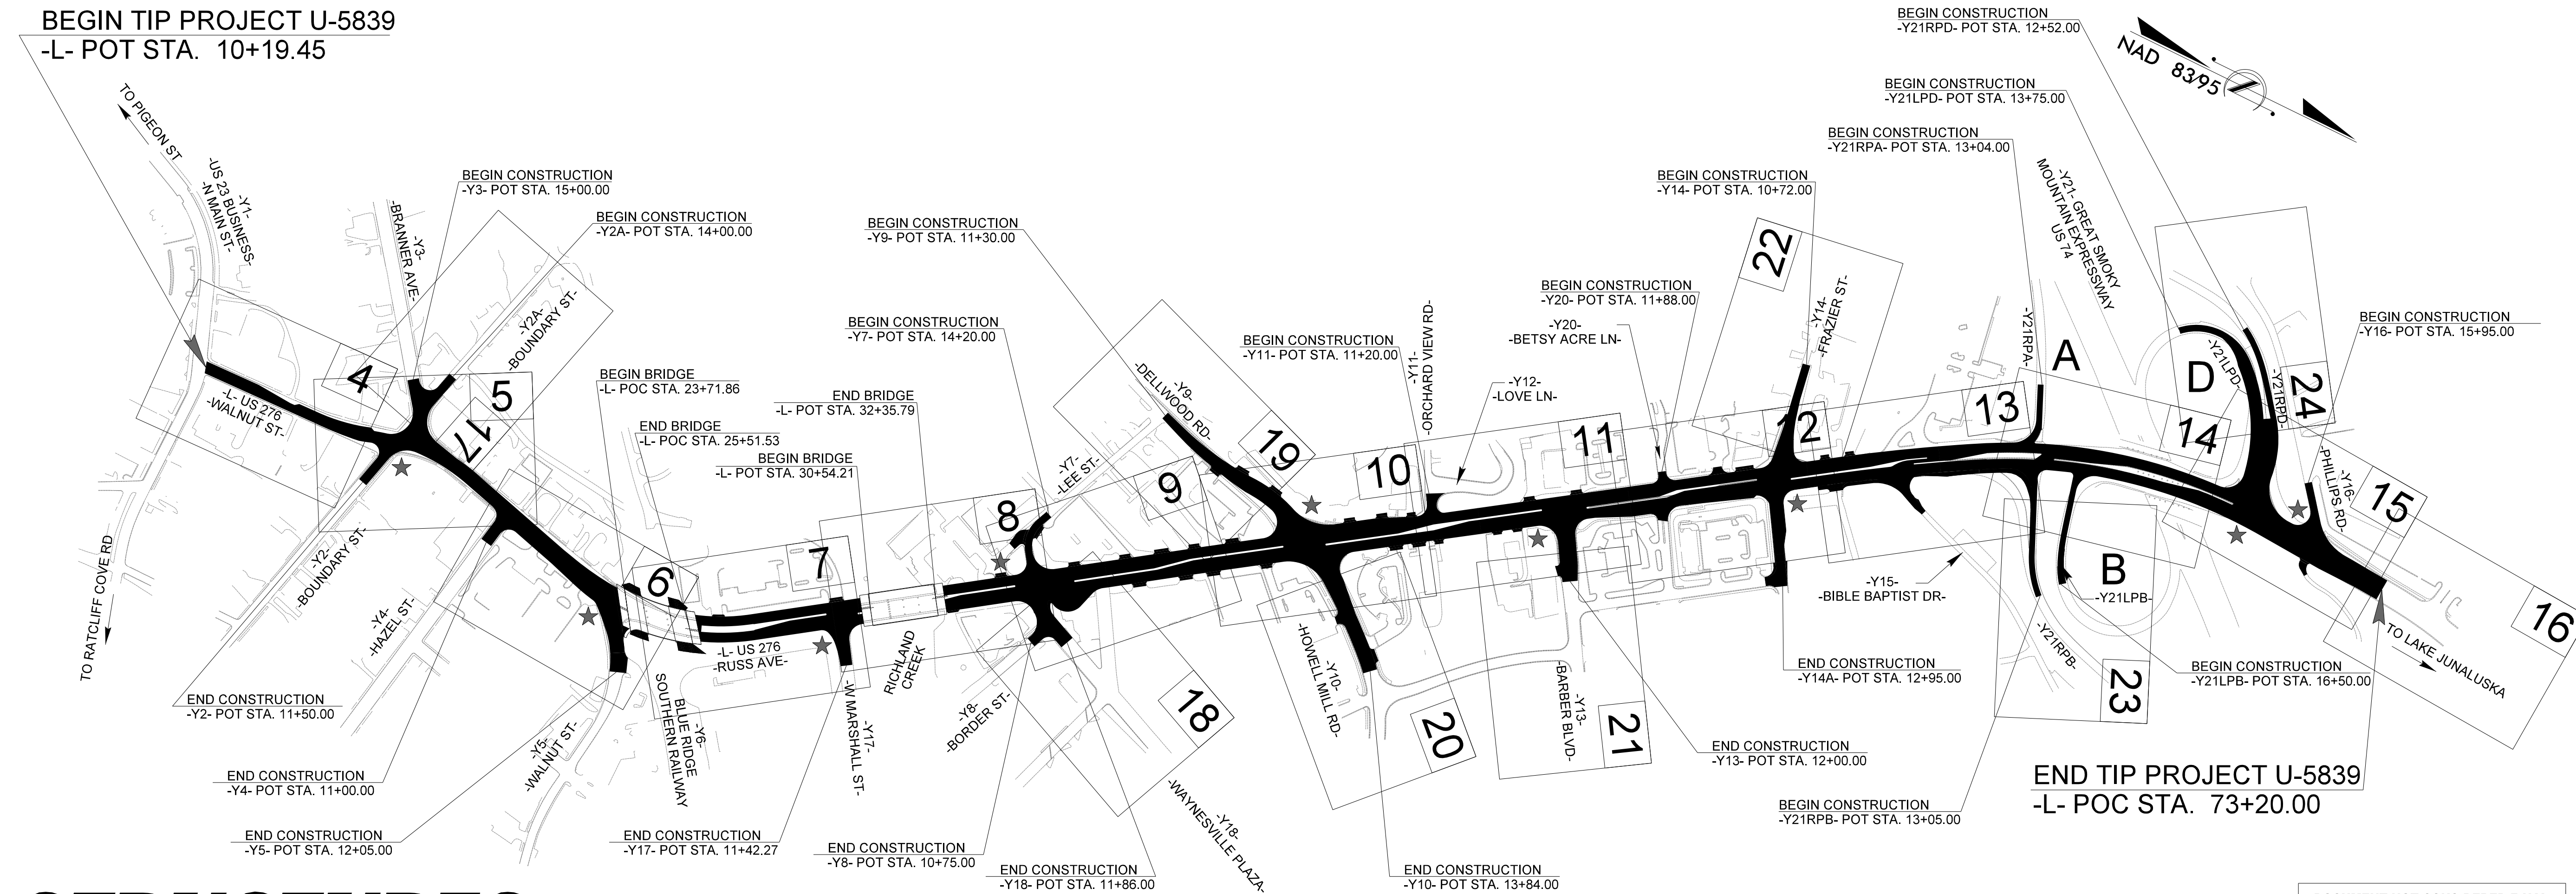 BEGIN TIP PROJECT U-5839
-L- POT STA. 10+19.45
TO PIGEON ST
-Y1-
-US 23 BUSINESS-
-N MAIN ST-
-Y3-
-BRANNER AVE-
BEGIN CONSTRUCTION
-Y3- POT STA. 15+00.00
BEGIN CONSTRUCTION
-Y2A- POT STA. 14+00.00
-Y2A-
-BOUNDARY ST-
4
5
17
-L- US 276
-WALNUT ST-
TO RATCLIFF COVE RD
-Y2-
-BOUNDARY ST-
-Y4-
-HAZEL ST-
BEGIN BRIDGE
-L- POC STA. 23+71.86
END BRIDGE
-L- POC STA. 25+51.53
END BRIDGE
-L- POT STA. 32+35.79
BEGIN BRIDGE
-L- POT STA. 30+54.21
6
7
-L- US 276
-RUSS AVE-
END CONSTRUCTION
-Y2- POT STA. 11+50.00
END CONSTRUCTION
-Y4- POT STA. 11+00.00
END CONSTRUCTION
-Y5- POT STA. 12+05.00
-Y5-
-WALNUT ST-
-Y6-
BLUE RIDGE
SOUTHERN RAILWAY
END CONSTRUCTION
-Y17- POT STA. 11+42.27
-Y17-
-W MARSHALL ST-
RICHLAND
CREEK
BEGIN CONSTRUCTION
-Y9- POT STA. 11+30.00
BEGIN CONSTRUCTION
-Y7- POT STA. 14+20.00
8
-Y7-
-LEE ST-
9
-Y9-
-DELLWOOD RD-
19
-Y8-
-BORDER ST-
END CONSTRUCTION
-Y8- POT STA. 10+75.00
END CONSTRUCTION
-Y18- POT STA. 11+86.00
18
-Y18-
-WAYNESVILLE PLAZA-
BEGIN CONSTRUCTION
-Y11- POT STA. 11+20.00
10
-Y11-
-ORCHARD VIEW RD-
-Y12-
-LOVE LN-
-Y10-
-HOWELL MILL RD-
20
END CONSTRUCTION
-Y10- POT STA. 13+84.00
BEGIN CONSTRUCTION
-Y20- POT STA. 11+88.00
-Y20-
-BETSY ACRE LN-
11
-Y13-
-BARBER BLVD-
21
END CONSTRUCTION
-Y13- POT STA. 12+00.00
BEGIN CONSTRUCTION
-Y14- POT STA. 10+72.00
22
-Y14-
-FRAZIER ST-
12
END CONSTRUCTION
-Y14A- POT STA. 12+95.00
-Y15-
-BIBLE BAPTIST DR-
BEGIN CONSTRUCTION
-Y21RPD- POT STA. 12+52.00
BEGIN CONSTRUCTION
-Y21LPD- POT STA. 13+75.00
BEGIN CONSTRUCTION
-Y21RPA- POT STA. 13+04.00
NAD 83/95
-Y21- GREAT SMOKY
MOUNTAIN EXPRESSWAY
US 74
-Y21RPA-
13
A
14
D
-Y21LPD-
-Y21RPD-
24
BEGIN CONSTRUCTION
-Y16- POT STA. 15+95.00
-Y16-
-PHILLIPS RD-
15
16
B
-Y21LPB-
-Y21RPB-
23
BEGIN CONSTRUCTION
-Y21LPB- POT STA. 16+50.00
BEGIN CONSTRUCTION
-Y21RPB- POT STA. 13+05.00
TO LAKE JUNALUSKA
END TIP PROJECT U-5839
-L- POC STA. 73+20.00